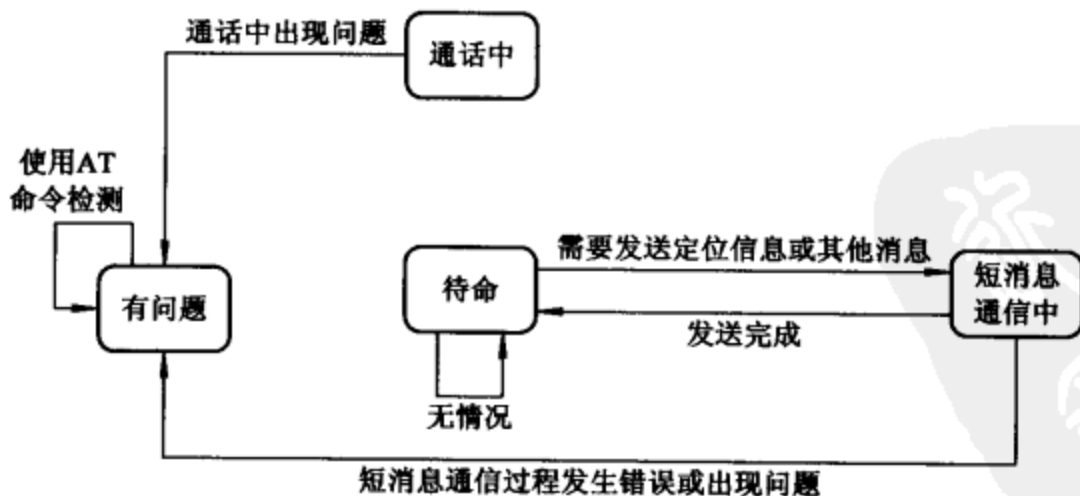 通话中出现问题
通话中
使用AT
命令检测
有问题
待命
需要发送定位信息或其他消息
短消息
通信中
发送完成
无情况
短消息通信过程发生错误或出现问题